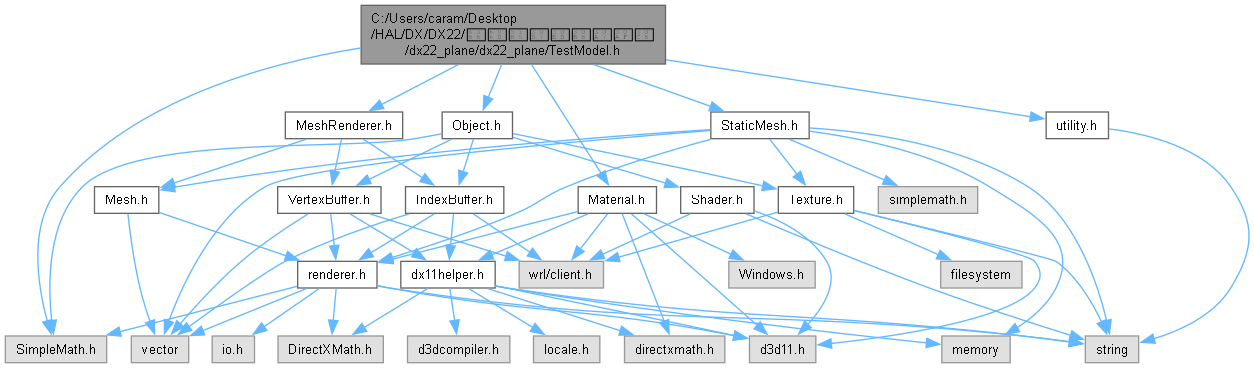 C:/Users/caram/Desktop
/HAL/DX/DX22/
/dx22_plane/dx22_plane/TestModel.h
MeshRenderer.h
Object.h
StaticMesh.h
utility.h
Mesh.h
VertexBuffer.h
IndexBuffer.h
Material.h
Shader.h
Texture.h
simplemath.h
renderer.h
dx11helper.h
wrl/client.h
Windows.h
filesystem
SimpleMath.h
vector
io.h
DirectXMath.h
d3dcompiler.h
locale.h
directxmath.h
d3d11.h
memory
string